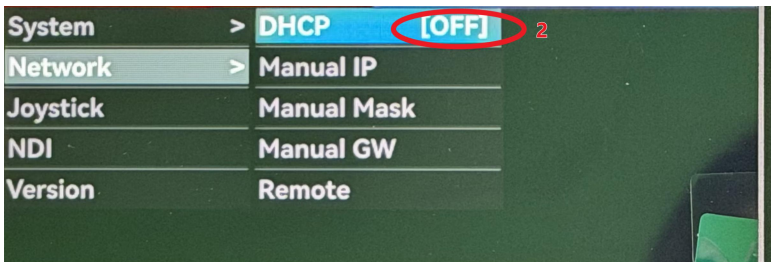 System > DHCP [OFF] 2
Network > Manual IP
Joystick Manual Mask
NDI Manual GW
Version Remote